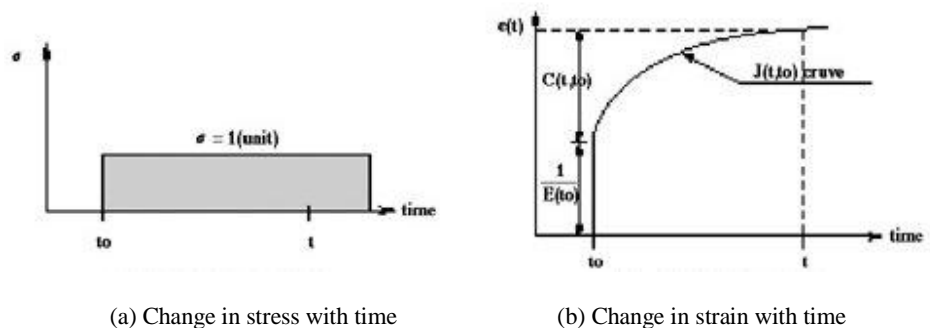 σ
σ = 1(unit)
time
to
t
ε(t)
C(t,to)
J(t,to) cruve
1
E(to)
time
to
t
(a) Change in stress with time
(b) Change in strain with time